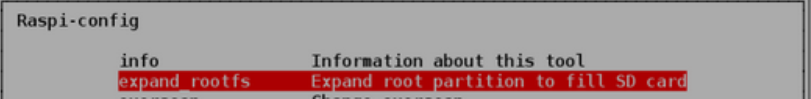 Raspi-config
info Information about this tool
expand_rootfs Expand root partition to fill SD card